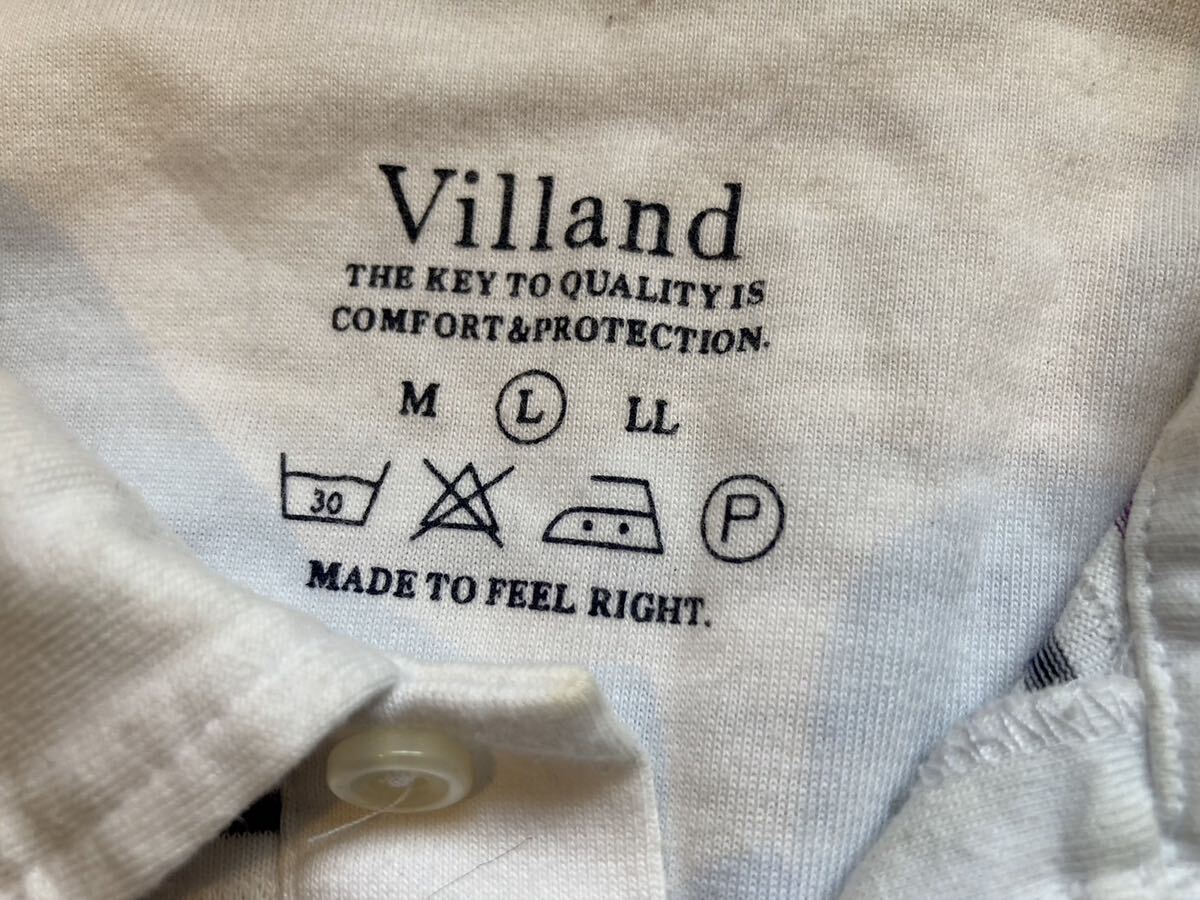 Villand
THE KEY TO QUALITY IS
COMFORT&PROTECTION.
M L LL
30 P
MADE TO FEEL RIGHT.